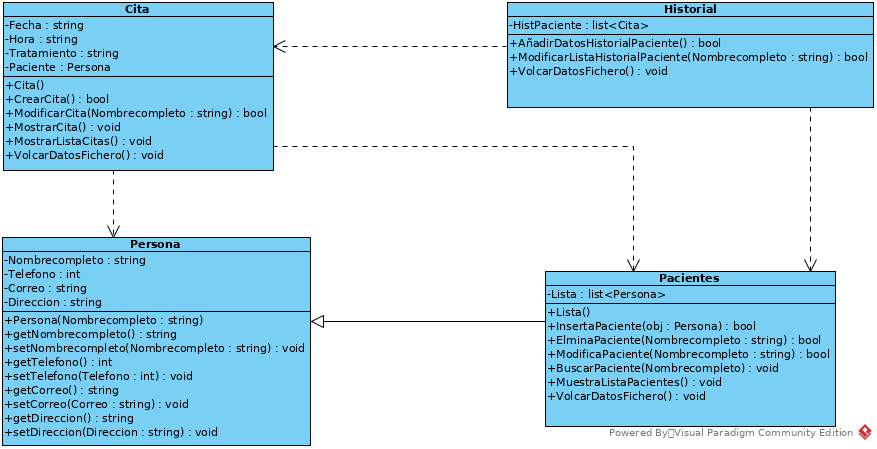 Cita
-Fecha : string
-Hora : string
-Tratamiento : string
-Paciente : Persona
+Cita()
+CrearCita() : bool
+ModificarCita(Nombrecompleto : string) : bool
+MostrarCita() : void
+MostrarListaCitas() : void
+VolcarDatosFichero() : void
Historial
-HistPaciente : list<Cita>
+AñadirDatosHistorialPaciente() : bool
+ModificarListaHistorialPaciente(Nombrecompleto : string) : bool
+VolcarDatosFichero() : void
Persona
-Nombrecompleto : string
-Telefono : int
-Correo : string
-Direccion : string
+Persona(Nombrecompleto : string)
+getNombrecompleto() : string
+setNombrecompleto(Nombrecompleto : string) : void
+getTelefono() : int
+setTelefono(Telefono : int) : void
+getCorreo() : string
+setCorreo(Correo : string) : void
+getDireccion() : string
+setDireccion(Direccion : string) : void
Pacientes
-Lista : list<Persona>
+Lista()
+InsertaPaciente(obj : Persona) : bool
+ElminaPaciente(Nombrecompleto : string) : bool
+ModificaPaciente(Nombrecompleto : string) : bool
+BuscarPaciente(Nombrecompleto) : void
+MuestraListaPacientes() : void
+VolcarDatosFichero() : void
Powered By Visual Paradigm Community Edition